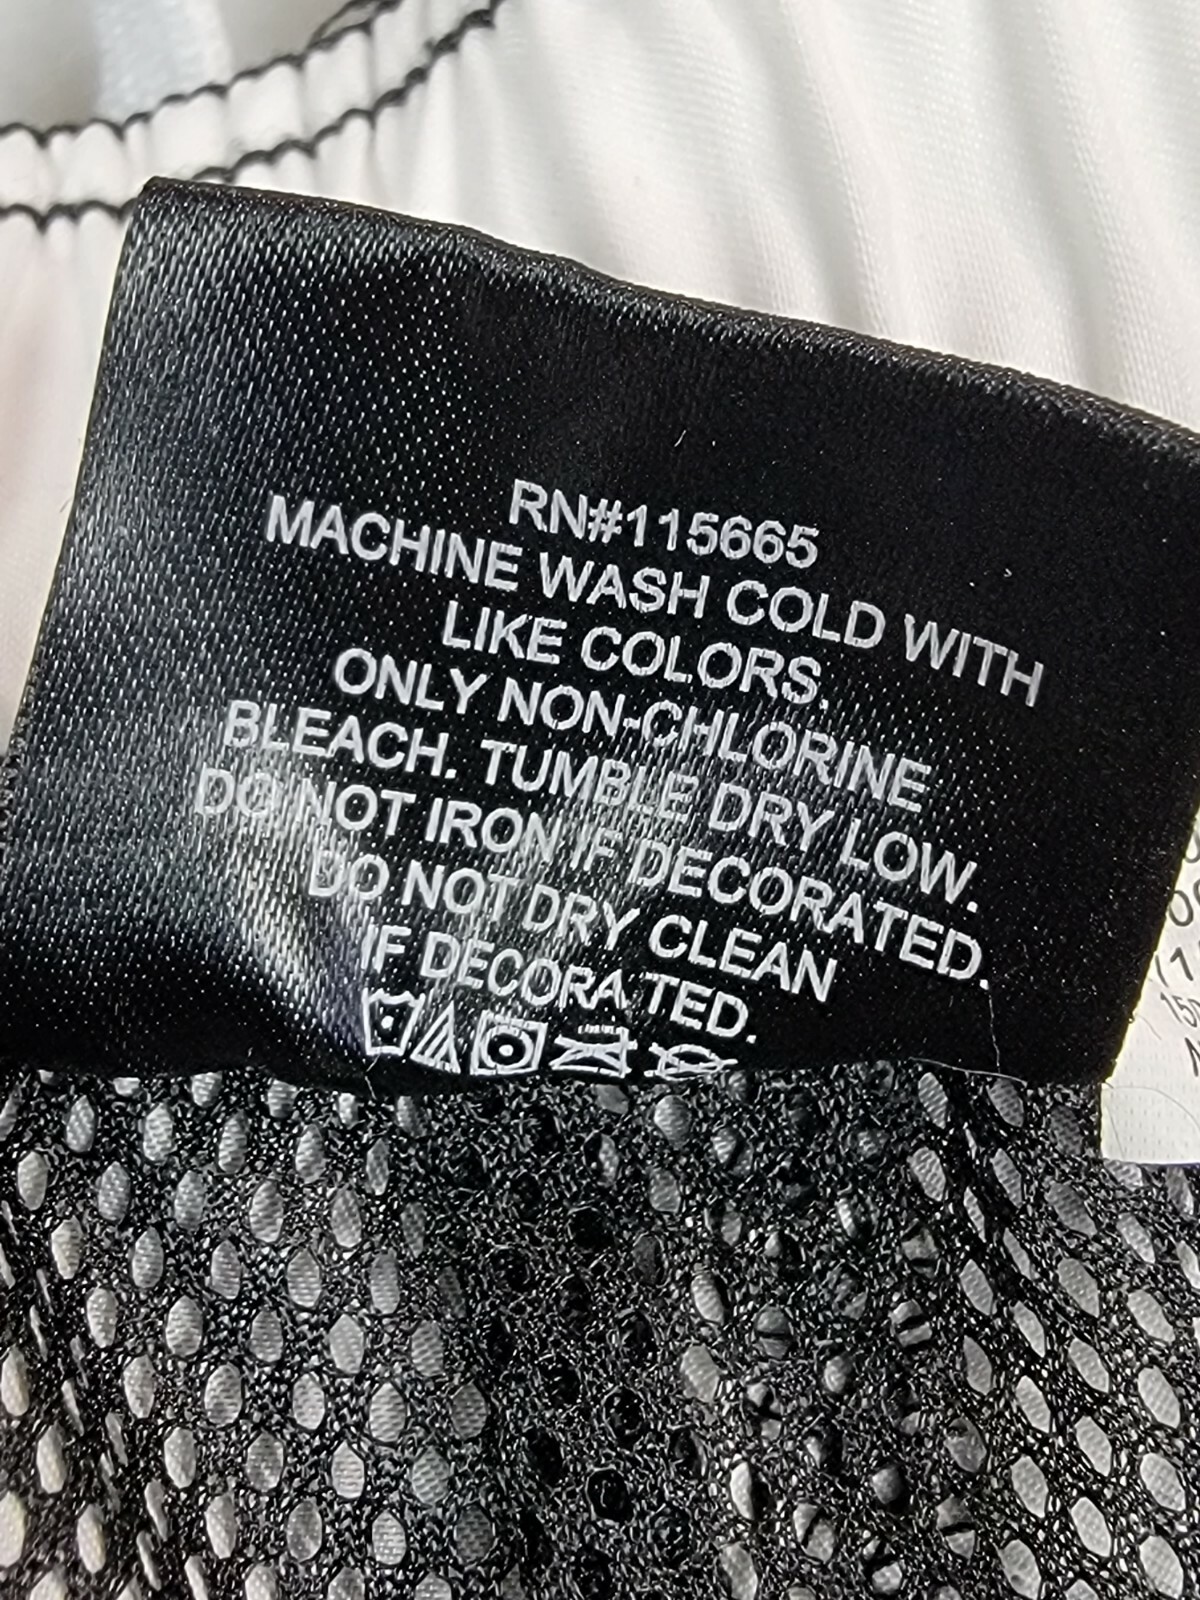 RN#115665
MACHINE WASH COLD WITH
LIKE COLORS.
ONLY NON-CHLORINE
BLEACH. TUMBLE DRY LOW.
DO NOT IRON IF DECORATED.
DO NOT DRY CLEAN
IF DECORATED.